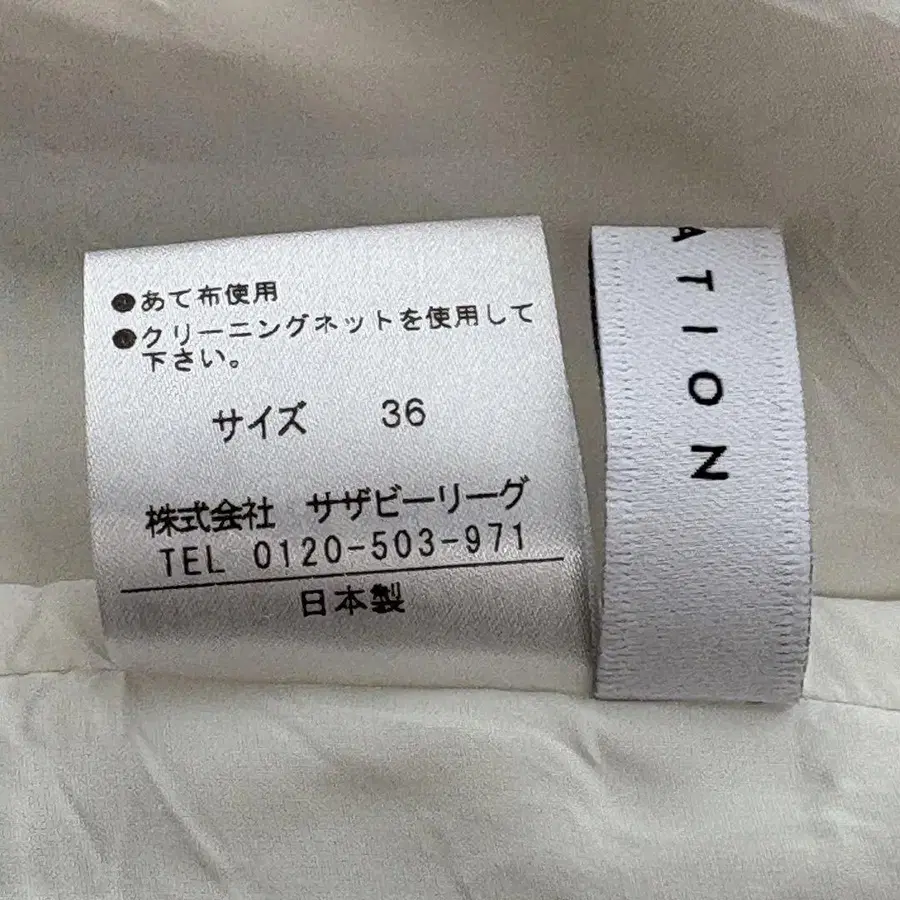 ●あて布使用
●クリーニングネットを使用して
下さい。
サイズ 36
株式会社 サザビーリーグ
TEL 0120-503-971
日本製
ATION